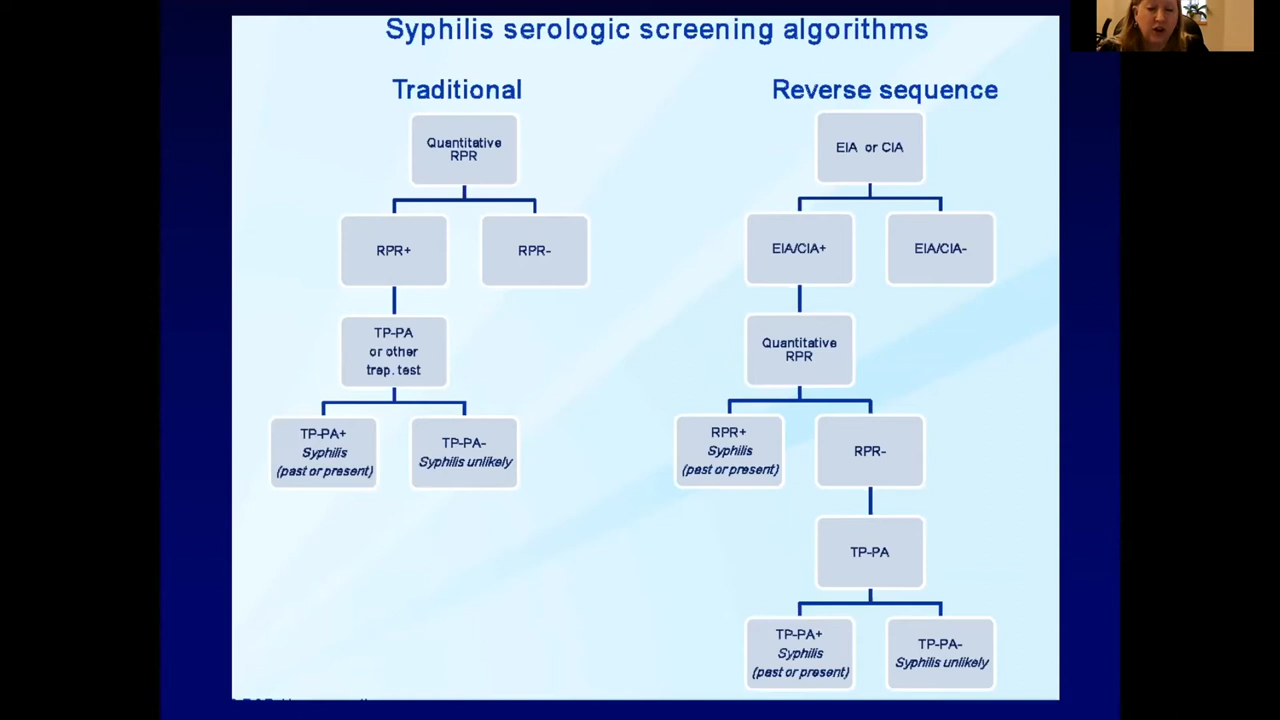 Syphilis serologic screening algorithms
Traditional
Quantitative
RPR
RPR+
RPR-
TP-PA
or other
trep. test
TP-PA+
Syphilis
(past or present)
TP-PA-
Syphilis unlikely
Reverse sequence
EIA or CIA
EIA/CIA+
EIA/CIA-
Quantitative
RPR
RPR+
Syphilis
(past or present)
RPR-
TP-PA
TP-PA+
Syphilis
(past or present)
TP-PA-
Syphilis unlikely